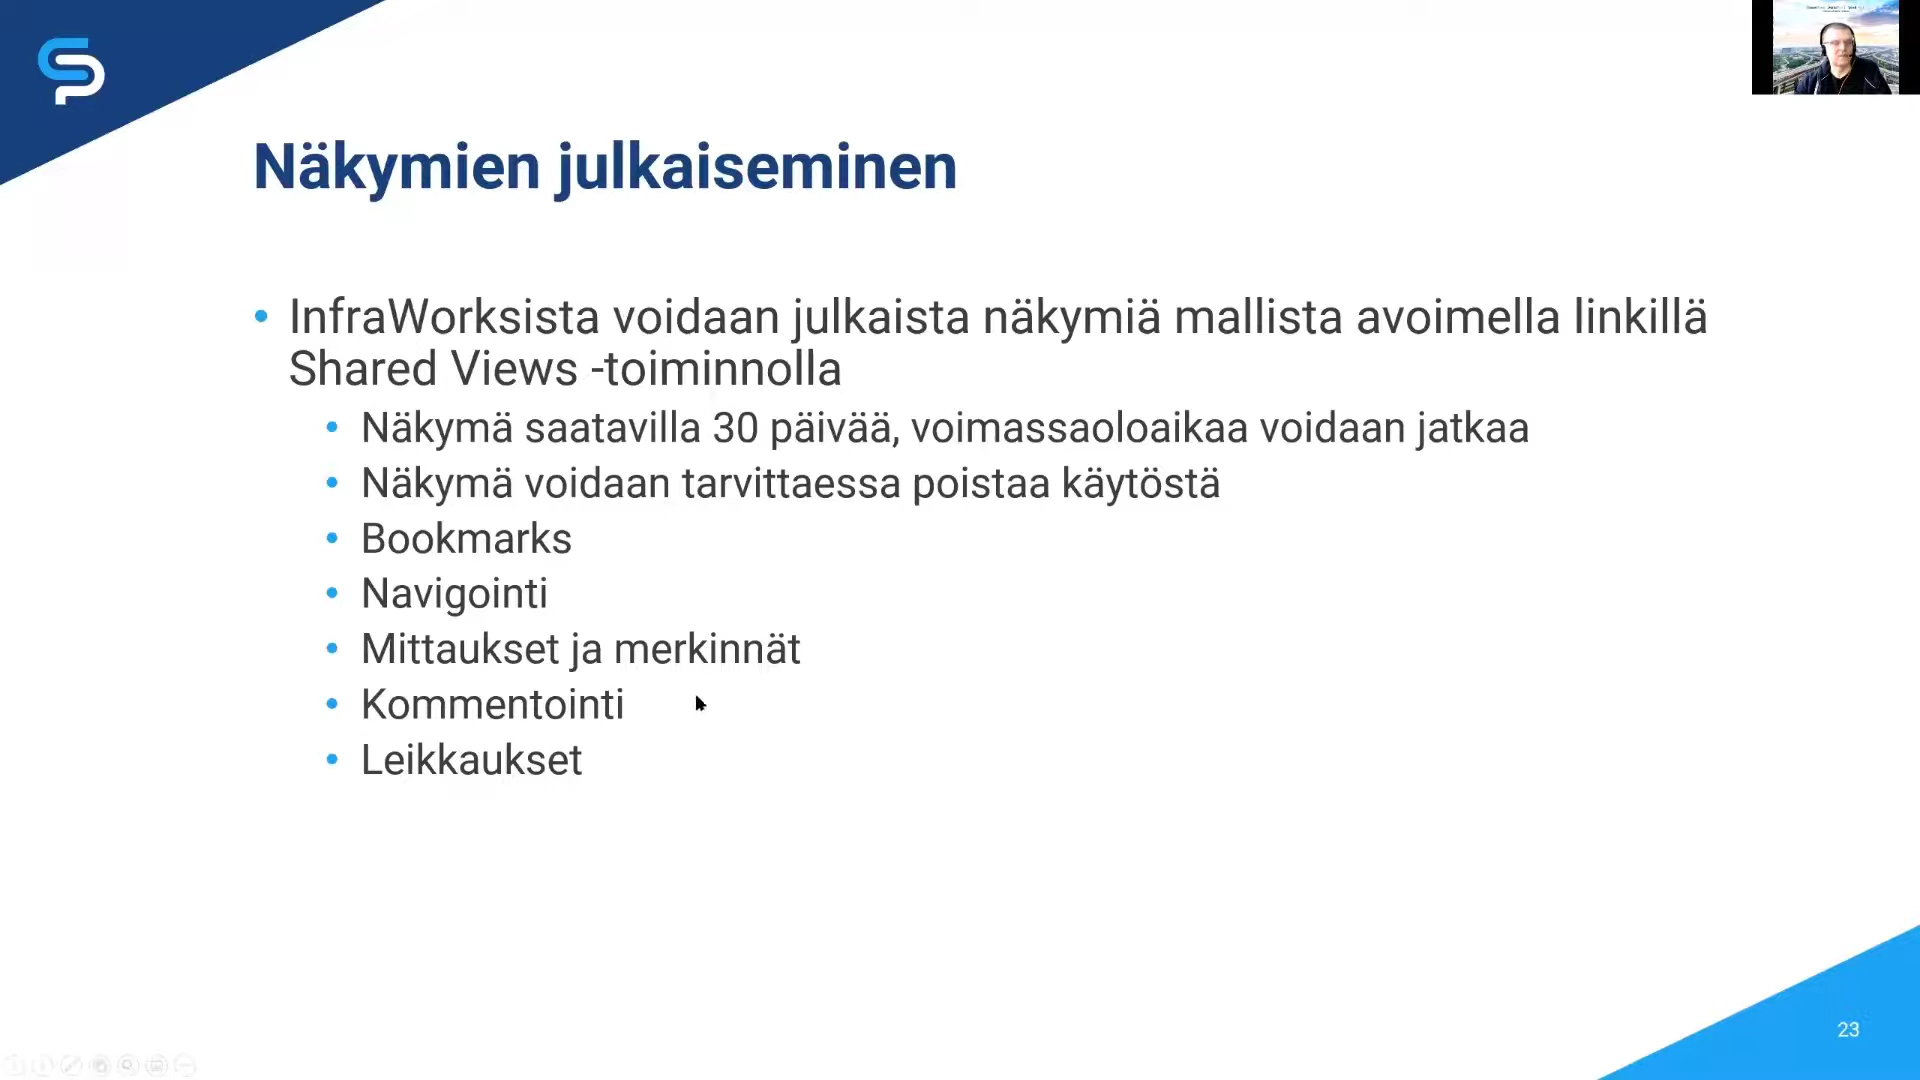 Näkymien julkaiseminen
• InfraWorksista voidaan julkaista näkymiä mallista avoimella linkillä
Shared Views -toiminnolla
• Näkymä saatavilla 30 päivää, voimassaoloaikaa voidaan jatkaa
• Näkymä voidaan tarvittaessa poistaa käytöstä
• Bookmarks
• Navigointi
• Mittaukset ja merkinnät
• Kommentointi
• Leikkaukset
23